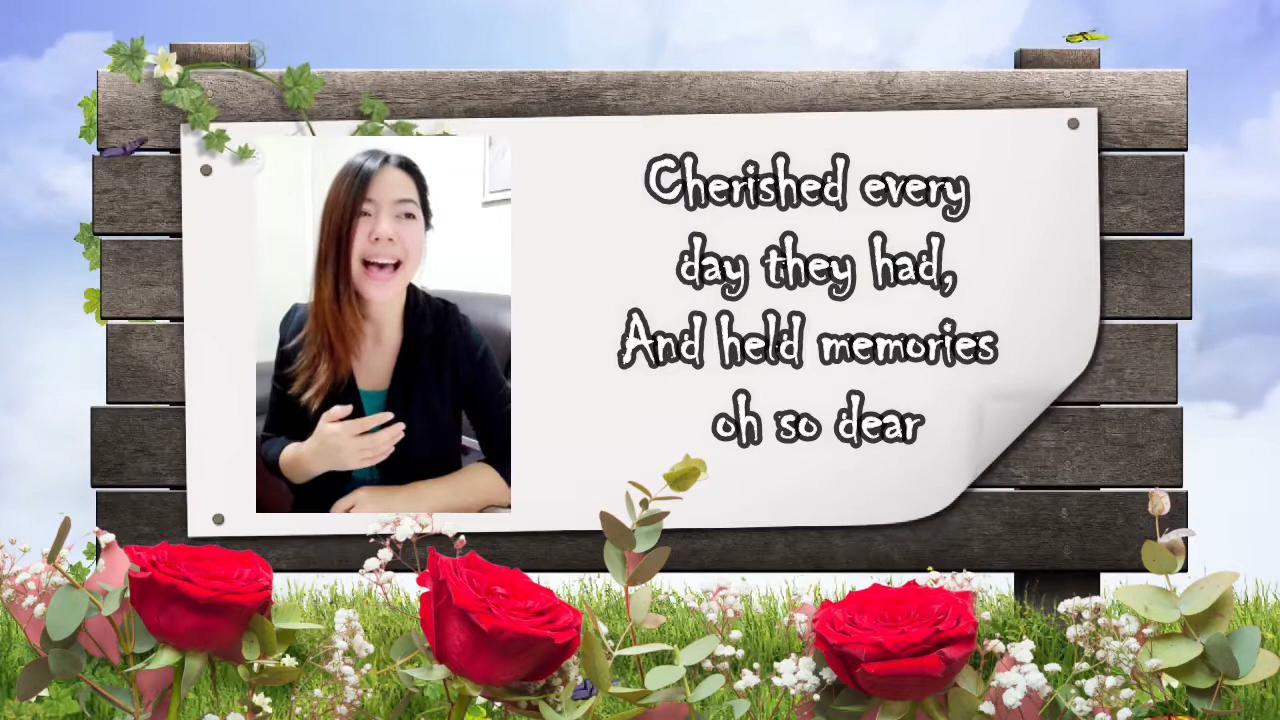 Cherished every
day they had,
And held memories
oh so dear